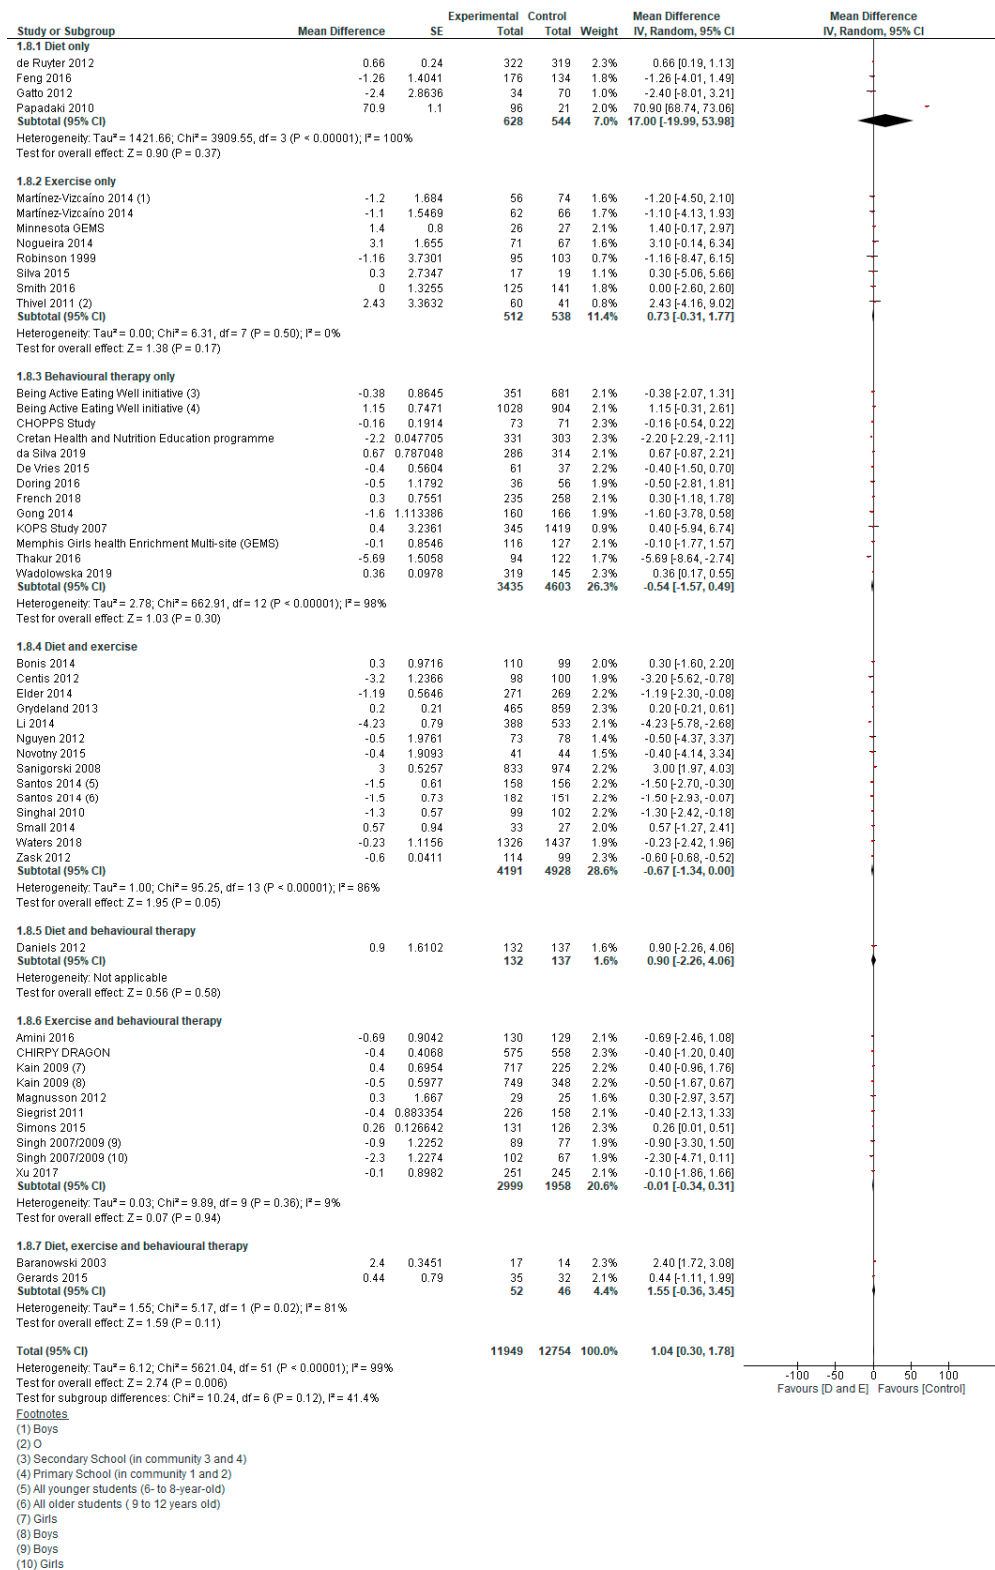 Experimental Control Mean Difference Mean Difference
Study or Subgroup Mean Difference SE Total Total Weight IV, Random, 95% CI IV, Random, 95% CI
1.8.1 Diet only
de Ruyter 2012 0.66 0.24 322 319 2.3% 0.66 [0.19, 1.13]
Feng 2016 -1.26 1.4041 176 134 1.8% -1.26 [-4.01, 1.49]
Gatto 2012 -2.4 2.8636 34 70 1.0% -2.40 [-8.01, 3.21]
Papadaki 2010 70.9 1.1 96 21 2.0% 70.90 [68.74, 73.06]
Subtotal (95% CI) 628 544 7.0% 17.00 [-19.99, 53.98]
Heterogeneity: Tau² = 1421.66; Chi² = 3909.55, df = 3 (P < 0.00001); I² = 100%
Test for overall effect: Z = 0.90 (P = 0.37)
1.8.2 Exercise only
Martínez-Vizcaíno 2014 (1) -1.2 1.684 56 74 1.6% -1.20 [-4.50, 2.10]
Martínez-Vizcaíno 2014 -1.1 1.5469 62 66 1.7% -1.10 [-4.13, 1.93]
Minnesota GEMS 1.4 0.8 26 27 2.1% 1.40 [-0.17, 2.97]
Nogueira 2014 3.1 1.655 71 67 1.6% 3.10 [-0.14, 6.34]
Robinson 1999 -1.16 3.7301 95 103 0.7% -1.16 [-8.47, 6.15]
Silva 2015 0.3 2.7347 17 19 1.1% 0.30 [-5.06, 5.66]
Smith 2016 0 1.3255 125 141 1.8% 0.00 [-2.60, 2.60]
Thivel 2011 (2) 2.43 3.3632 60 41 0.8% 2.43 [-4.16, 9.02]
Subtotal (95% CI) 512 538 11.4% 0.73 [-0.31, 1.77]
Heterogeneity: Tau² = 0.00; Chi² = 6.31, df = 7 (P = 0.50); I² = 0%
Test for overall effect: Z = 1.38 (P = 0.17)
1.8.3 Behavioural therapy only
Being Active Eating Well initiative (3) -0.38 0.8645 351 681 2.1% -0.38 [-2.07, 1.31]
Being Active Eating Well initiative (4) 1.15 0.7471 1028 904 2.1% 1.15 [-0.31, 2.61]
CHOPPS Study -0.16 0.1914 73 71 2.3% -0.16 [-0.54, 0.22]
Cretan Health and Nutrition Education programme -2.2 0.047705 331 303 2.3% -2.20 [-2.29, -2.11]
da Silva 2019 0.67 0.787048 286 314 2.1% 0.67 [-0.87, 2.21]
De Vries 2015 -0.4 0.5604 61 37 2.2% -0.40 [-1.50, 0.70]
Doring 2016 -0.5 1.1792 36 56 1.9% -0.50 [-2.81, 1.81]
French 2018 0.3 0.7551 235 258 2.1% 0.30 [-1.18, 1.78]
Gong 2014 -1.6 1.113386 160 166 1.9% -1.60 [-3.78, 0.58]
KOPS Study 2007 0.4 3.2361 345 1419 0.9% 0.40 [-5.94, 6.74]
Memphis Girls health Enrichment Multi-site (GEMS) -0.1 0.8546 116 127 2.1% -0.10 [-1.77, 1.57]
Thakur 2016 -5.69 1.5058 94 122 1.7% -5.69 [-8.64, -2.74]
Wadolowska 2019 0.36 0.0978 319 145 2.3% 0.36 [0.17, 0.55]
Subtotal (95% CI) 3435 4603 26.3% -0.54 [-1.57, 0.49]
Heterogeneity: Tau² = 2.78; Chi² = 662.91, df = 12 (P < 0.00001); I² = 98%
Test for overall effect: Z = 1.03 (P = 0.30)
1.8.4 Diet and exercise
Bonis 2014 0.3 0.9716 110 99 2.0% 0.30 [-1.60, 2.20]
Centis 2012 -3.2 1.2366 98 100 1.9% -3.20 [-5.62, -0.78]
Elder 2014 -1.19 0.5646 271 269 2.2% -1.19 [-2.30, -0.08]
Grydeland 2013 0.2 0.21 465 859 2.3% 0.20 [-0.21, 0.61]
Li 2014 -4.23 0.79 388 533 2.1% -4.23 [-5.78, -2.68]
Nguyen 2012 -0.5 1.9761 73 78 1.4% -0.50 [-4.37, 3.37]
Novotny 2015 -0.4 1.9093 41 44 1.5% -0.40 [-4.14, 3.34]
Sanigorski 2008 3 0.5257 833 974 2.2% 3.00 [1.97, 4.03]
Santos 2014 (5) -1.5 0.61 158 156 2.2% -1.50 [-2.70, -0.30]
Santos 2014 (6) -1.5 0.73 182 151 2.2% -1.50 [-2.93, -0.07]
Singhal 2010 -1.3 0.57 99 102 2.2% -1.30 [-2.42, -0.18]
Small 2014 0.57 0.94 33 27 2.0% 0.57 [-1.27, 2.41]
Waters 2018 -0.23 1.1156 1326 1437 1.9% -0.23 [-2.42, 1.96]
Zask 2012 -0.6 0.0411 114 99 2.3% -0.60 [-0.68, -0.52]
Subtotal (95% CI) 4191 4928 28.6% -0.67 [-1.34, 0.00]
Heterogeneity: Tau² = 1.00; Chi² = 95.25, df = 13 (P < 0.00001); I² = 86%
Test for overall effect: Z = 1.95 (P = 0.05)
1.8.5 Diet and behavioural therapy
Daniels 2012 0.9 1.6102 132 137 1.6% 0.90 [-2.26, 4.06]
Subtotal (95% CI) 132 137 1.6% 0.90 [-2.26, 4.06]
Heterogeneity: Not applicable
Test for overall effect: Z = 0.56 (P = 0.58)
1.8.6 Exercise and behavioural therapy
Amini 2016 -0.69 0.9042 130 129 2.1% -0.69 [-2.46, 1.08]
CHIRPY DRAGON -0.4 0.4068 575 558 2.3% -0.40 [-1.20, 0.40]
Kain 2009 (7) 0.4 0.6954 717 225 2.2% 0.40 [-0.96, 1.76]
Kain 2009 (8) -0.5 0.5977 749 348 2.2% -0.50 [-1.67, 0.67]
Magnusson 2012 0.3 1.667 29 25 1.6% 0.30 [-2.97, 3.57]
Siegrist 2011 -0.4 0.883354 226 158 2.1% -0.40 [-2.13, 1.33]
Simons 2015 0.26 0.126642 131 126 2.3% 0.26 [0.01, 0.51]
Singh 2007/2009 (9) -0.9 1.2252 89 77 1.9% -0.90 [-3.30, 1.50]
Singh 2007/2009 (10) -2.3 1.2274 102 67 1.9% -2.30 [-4.71, 0.11]
Xu 2017 -0.1 0.8982 251 245 2.1% -0.10 [-1.86, 1.66]
Subtotal (95% CI) 2999 1958 20.6% -0.01 [-0.34, 0.31]
Heterogeneity: Tau² = 0.03; Chi² = 9.89, df = 9 (P = 0.36); I² = 9%
Test for overall effect: Z = 0.07 (P = 0.94)
1.8.7 Diet, exercise and behavioural therapy
Baranowski 2003 2.4 0.3451 17 14 2.3% 2.40 [1.72, 3.08]
Gerards 2015 0.44 0.79 35 32 2.1% 0.44 [-1.11, 1.99]
Subtotal (95% CI) 52 46 4.4% 1.55 [-0.36, 3.45]
Heterogeneity: Tau² = 1.55; Chi² = 5.17, df = 1 (P = 0.02); I² = 81%
Test for overall effect: Z = 1.59 (P = 0.11)
Total (95% CI) 11949 12754 100.0% 1.04 [0.30, 1.78]
Heterogeneity: Tau² = 6.12; Chi² = 5621.04, df = 51 (P < 0.00001); I² = 99%
Test for overall effect: Z = 2.74 (P = 0.006)
Test for subgroup differences: Chi² = 10.24, df = 6 (P = 0.12), I² = 41.4%
-100 -50 0 50 100
Favours [D and E] Favours [Control]
Footnotes
(1) Boys
(2) O
(3) Secondary School (in community 3 and 4)
(4) Primary School (in community 1 and 2)
(5) All younger students (6- to 8-year-old)
(6) All older students ( 9 to 12 years old)
(7) Girls
(8) Boys
(9) Boys
(10) Girls